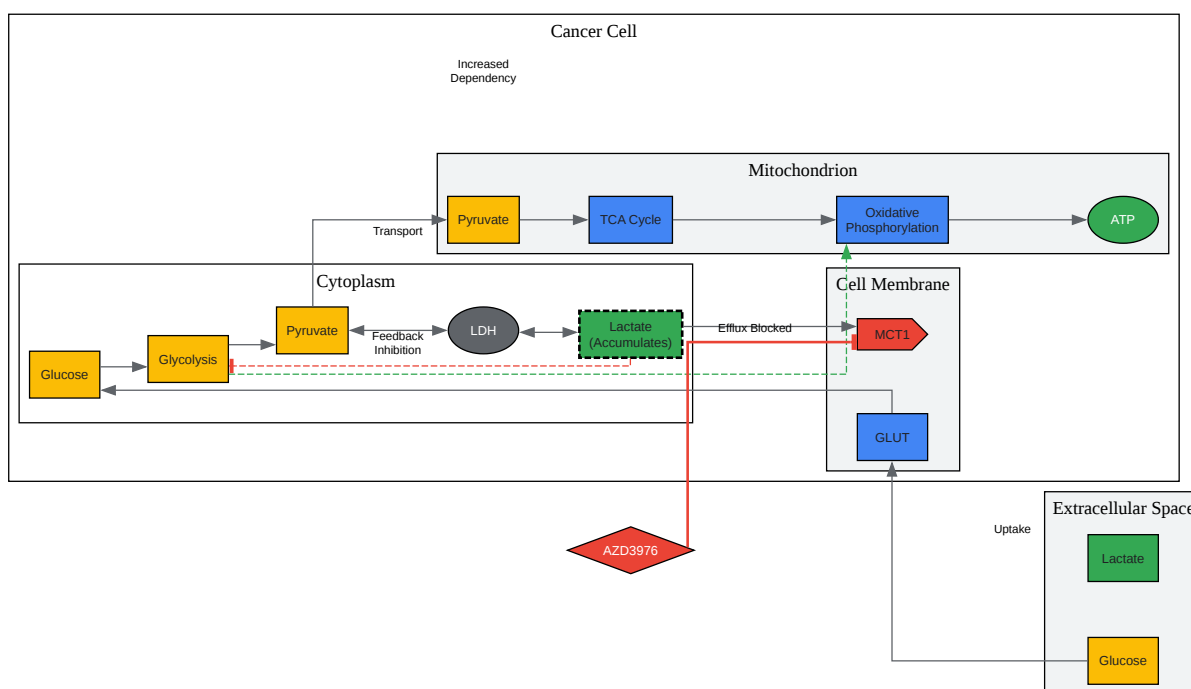 Cancer Cell
Increased
Dependency
Mitochondrion
Pyruvate
TCA Cycle
Oxidative
Phosphorylation
ATP
Transport
Cytoplasm
Cell Membrane
Pyruvate
LDH
Feedback
Inhibition
Lactate
(Accumulates)
Efflux Blocked
MCT1
Glycolysis
Glucose
GLUT
Extracellular Space
Uptake
AZD3976
Lactate
Glucose